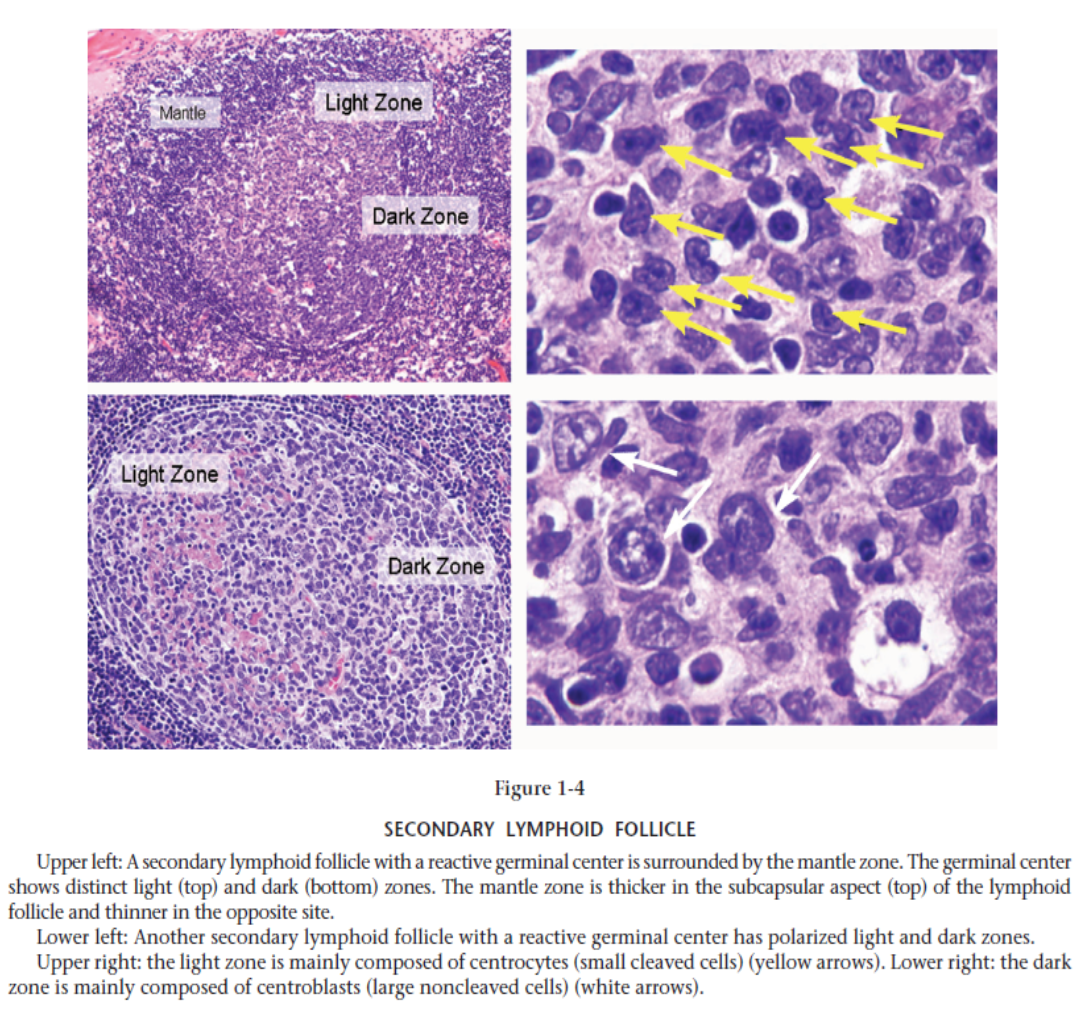 Mantle
Light Zone
Dark Zone
Light Zone
Dark Zone
Figure 1-4
SECONDARY LYMPHOID FOLLICLE
Upper left: A secondary lymphoid follicle with a reactive germinal center is surrounded by the mantle zone. The germinal center
shows distinct light (top) and dark (bottom) zones. The mantle zone is thicker in the subcapsular aspect (top) of the lymphoid
follicle and thinner in the opposite site.
Lower left: Another secondary lymphoid follicle with a reactive germinal center has polarized light and dark zones.
Upper right: the light zone is mainly composed of centrocytes (small cleaved cells) (yellow arrows). Lower right: the dark
zone is mainly composed of centroblasts (large noncleaved cells) (white arrows).